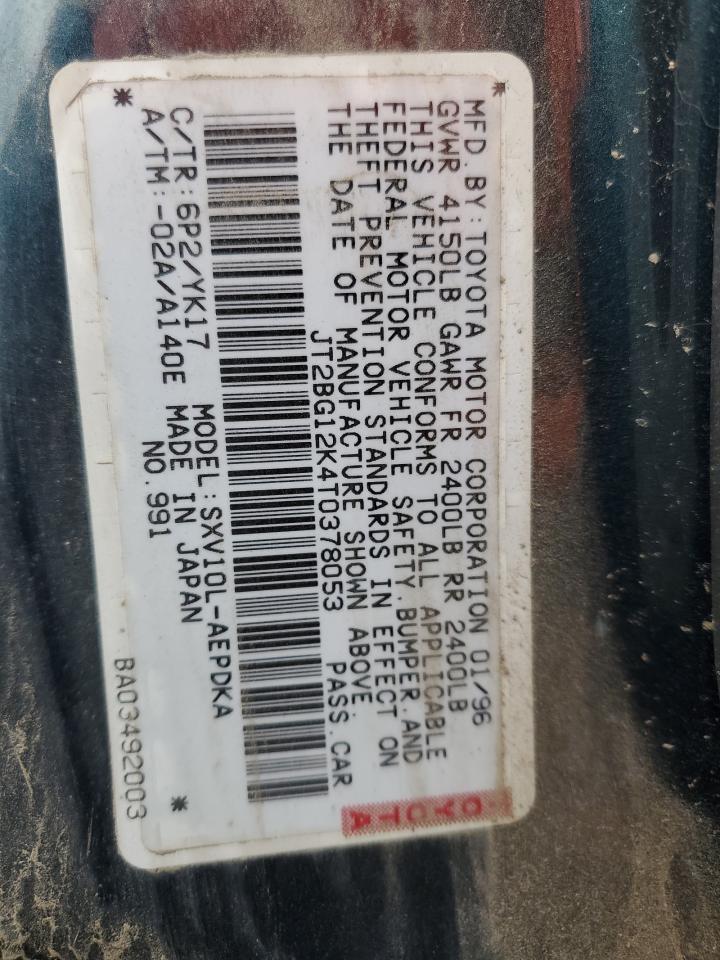 MFD. BY: TOYOTA MOTOR CORPORATION 01/96
GVWR 4150LB GAWR FR 2400LB RR 2400LB
THIS VEHICLE CONFORMS TO ALL APPLICABLE
FEDERAL MOTOR VEHICLE SAFETY. BUMPER. AND
THEFT PREVENTION STANDARDS IN EFFECT ON
THE DATE OF MANUFACTURE SHOWN ABOVE.
JT2BG12K4T0378053 PASS. CAR
C/TR: 6P2/YK17 MODEL: SXV10L-AEPDKA
A/TM: -02A/A140E MADE IN JAPAN
NO. 991
BA03492003
TOYOTA